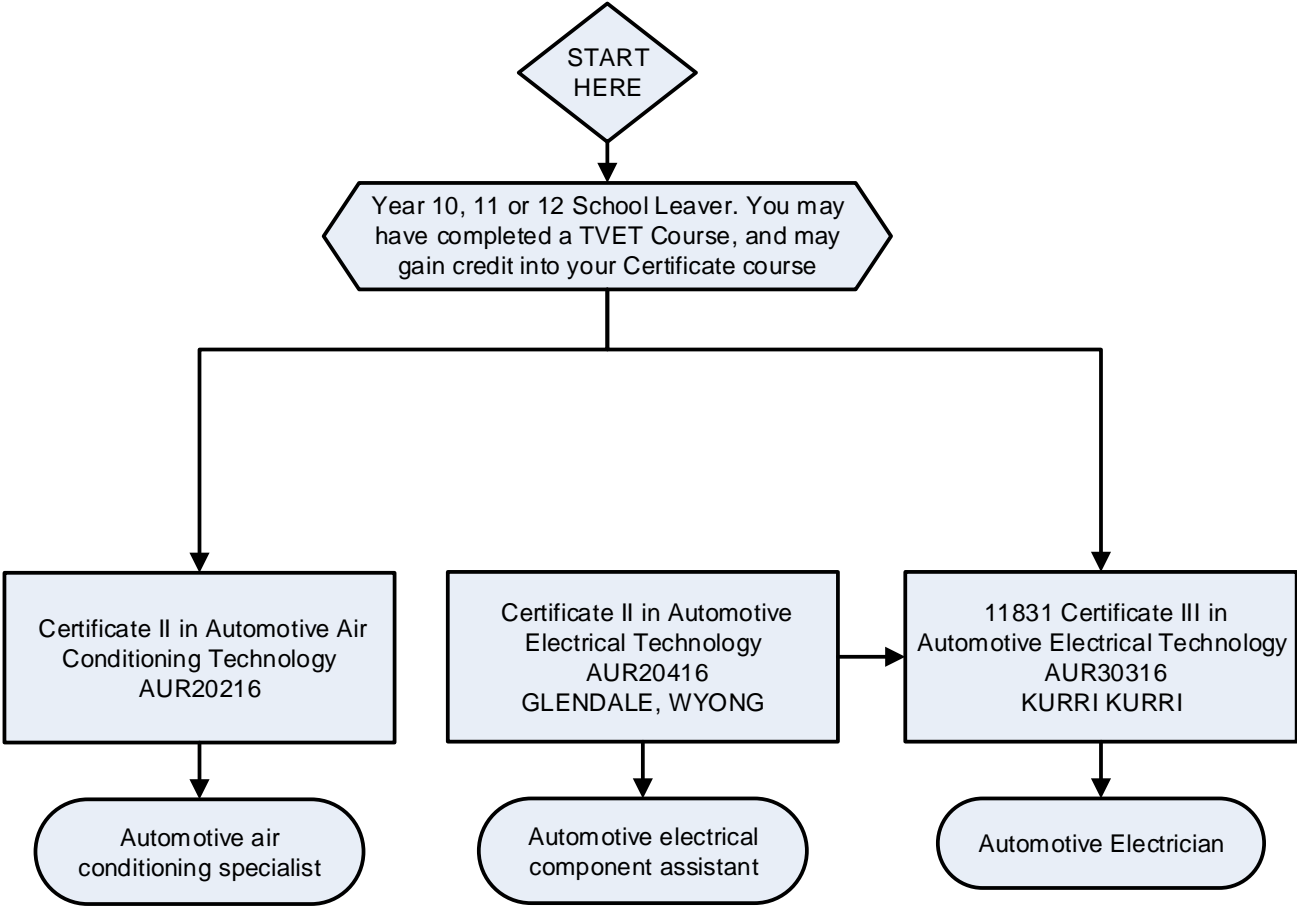 START
HERE
Year 10, 11 or 12 School Leaver. You may
have completed a TVET Course, and may
gain credit into your Certificate course
Certificate II in Automotive Air
Conditioning Technology
AUR20216
Certificate II in Automotive
Electrical Technology
AUR20416
GLENDALE, WYONG
11831 Certificate III in
Automotive Electrical Technology
AUR30316
KURRI KURRI
Automotive air
conditioning specialist
Automotive electrical
component assistant
Automotive Electrician